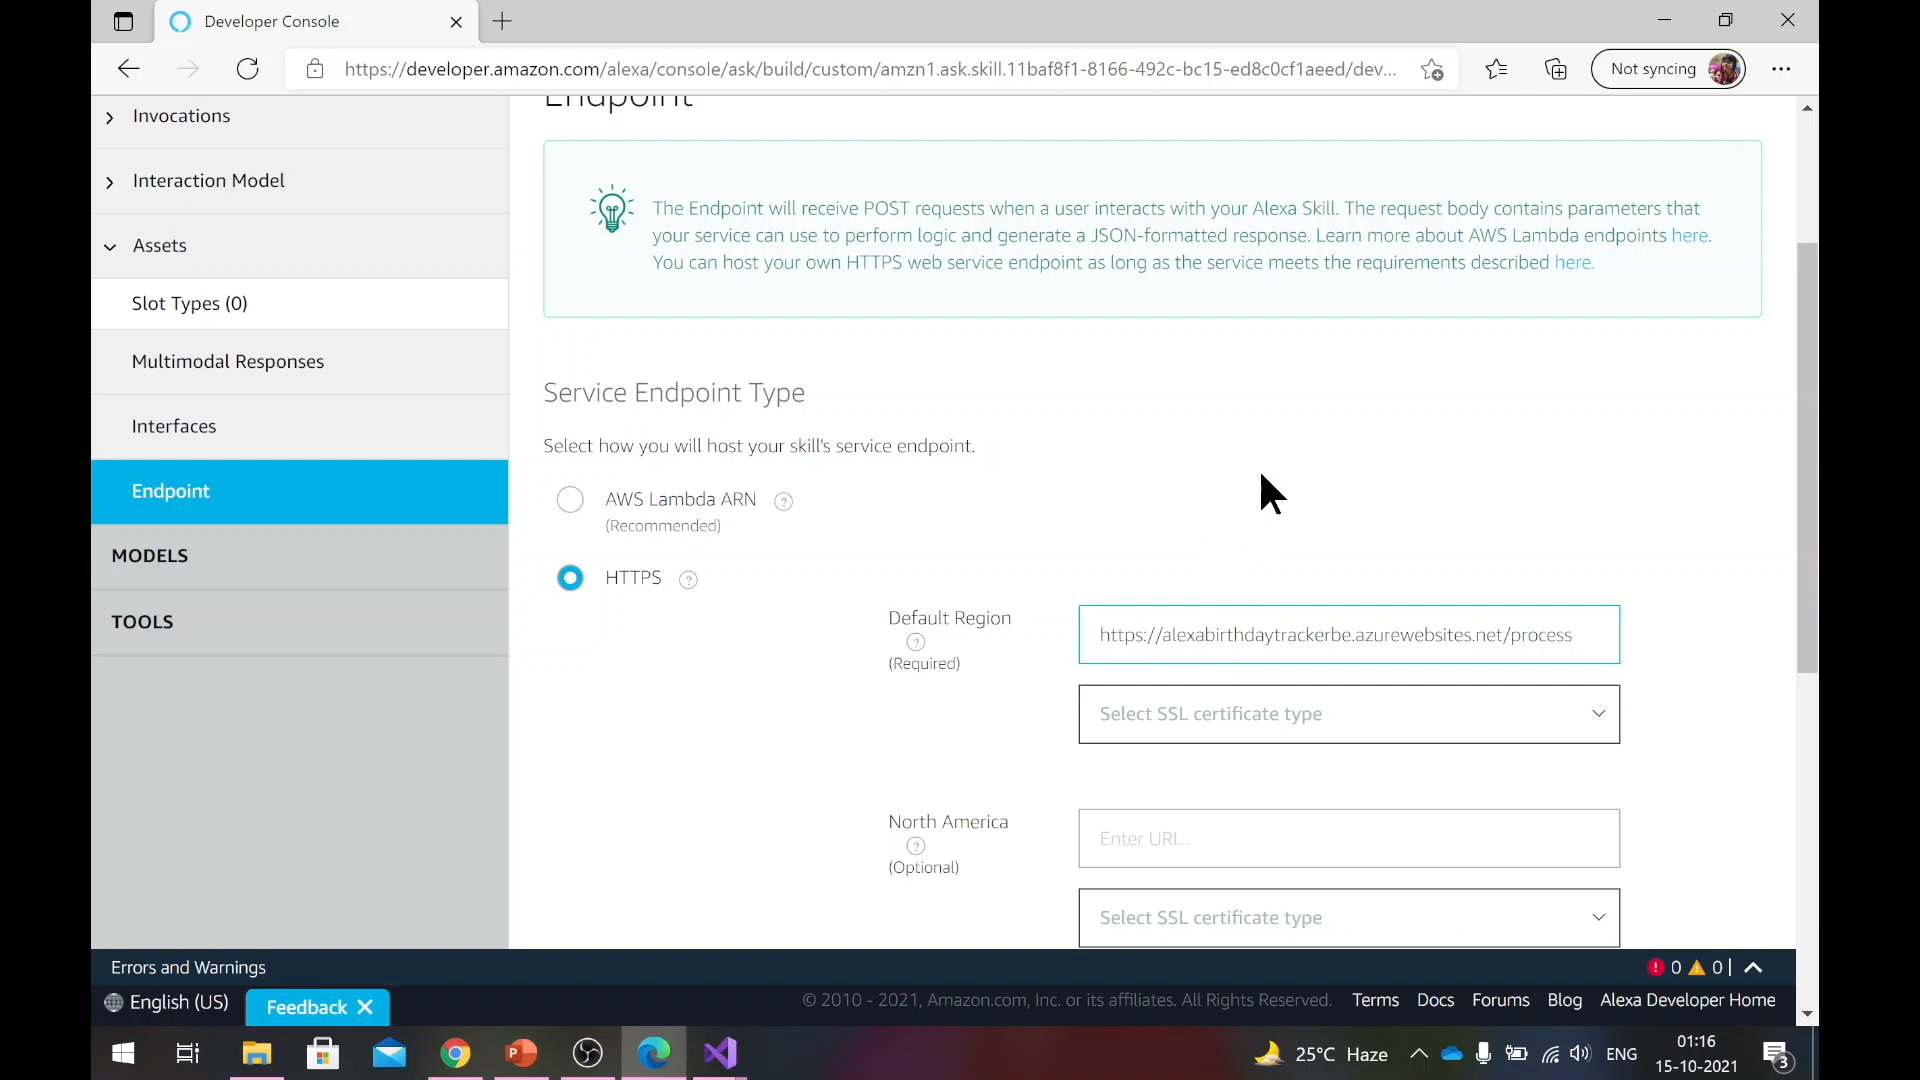 Developer Console
https://developer.amazon.com/alexa/console/ask/build/custom/amzn1.ask.skill.11baf8f1-8166-492c-bc15-ed8c0cf1aeed/dev...
Not syncing
Invocations
Interaction Model
Assets
Slot Types (0)
Multimodal Responses
Interfaces
Endpoint
MODELS
TOOLS
Endpoint
The Endpoint will receive POST requests when a user interacts with your Alexa Skill. The request body contains parameters that
your service can use to perform logic and generate a JSON-formatted response. Learn more about AWS Lambda endpoints here.
You can host your own HTTPS web service endpoint as long as the service meets the requirements described here.
Service Endpoint Type
Select how you will host your skill's service endpoint.
AWS Lambda ARN ?
(Recommended)
HTTPS ?
Default Region
?
(Required)
https://alexabirthdaytrackerbe.azurewebsites.net/process
Select SSL certificate type
North America
?
(Optional)
Enter URI...
Select SSL certificate type
Errors and Warnings
! 0 0 |
English (US)
Feedback
© 2010 - 2021, Amazon.com, Inc. or its affiliates. All Rights Reserved.
Terms Docs Forums Blog Alexa Developer Home
25°C Haze
ENG
01:16
15-10-2021
3